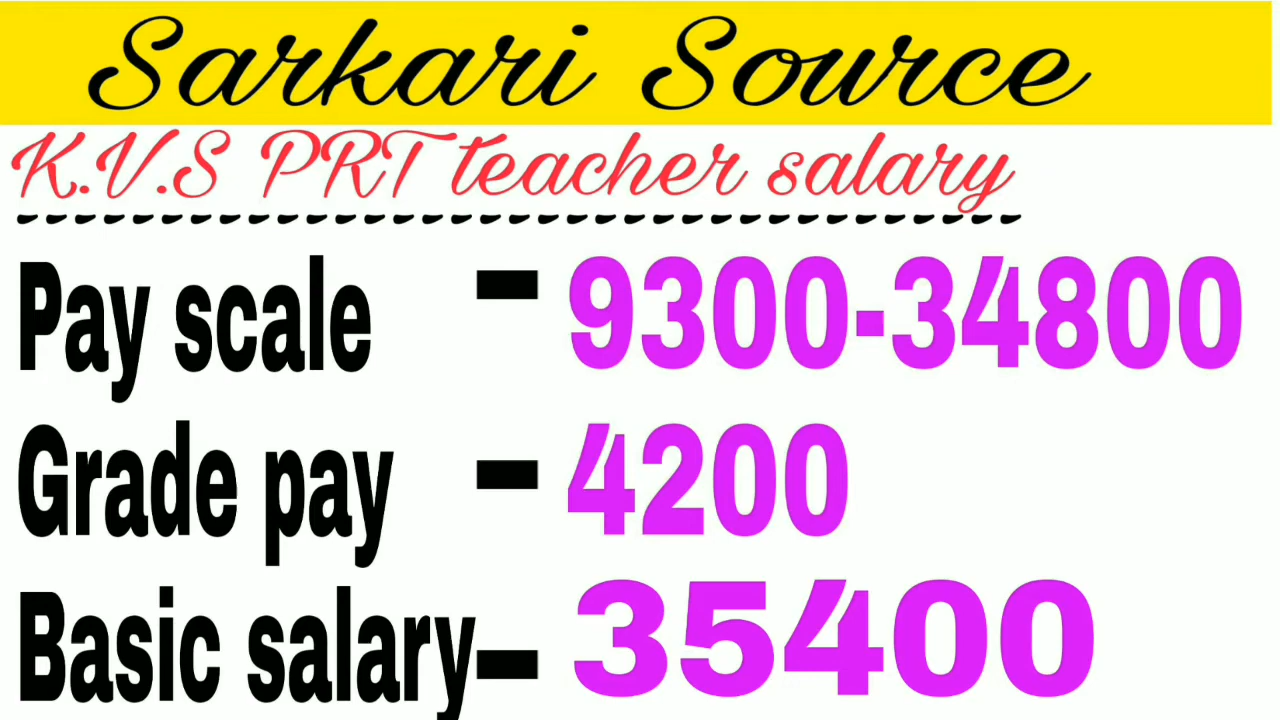 Sarkari Source
K.V.S PRT teacher salary
Pay scale - 9300-34800
Grade pay - 4200
Basic salary - 35400